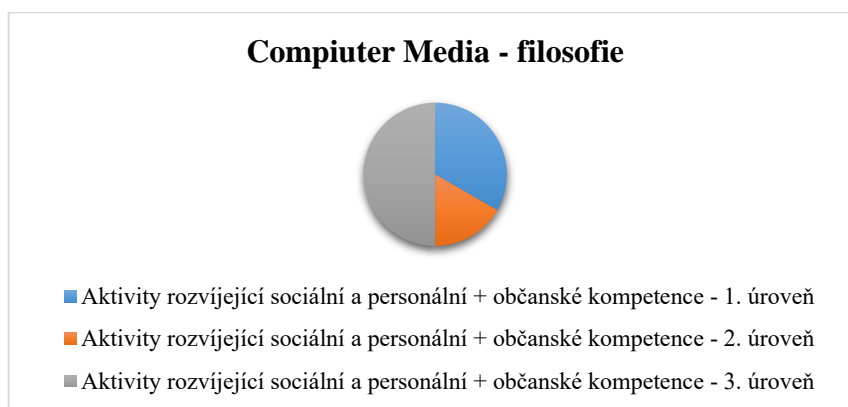 Compiuter Media - filosofie
Aktivity rozvíjející sociální a personální + občanské kompetence - 1. úroveň
Aktivity rozvíjející sociální a personální + občanské kompetence - 2. úroveň
Aktivity rozvíjející sociální a personální + občanské kompetence - 3. úroveň